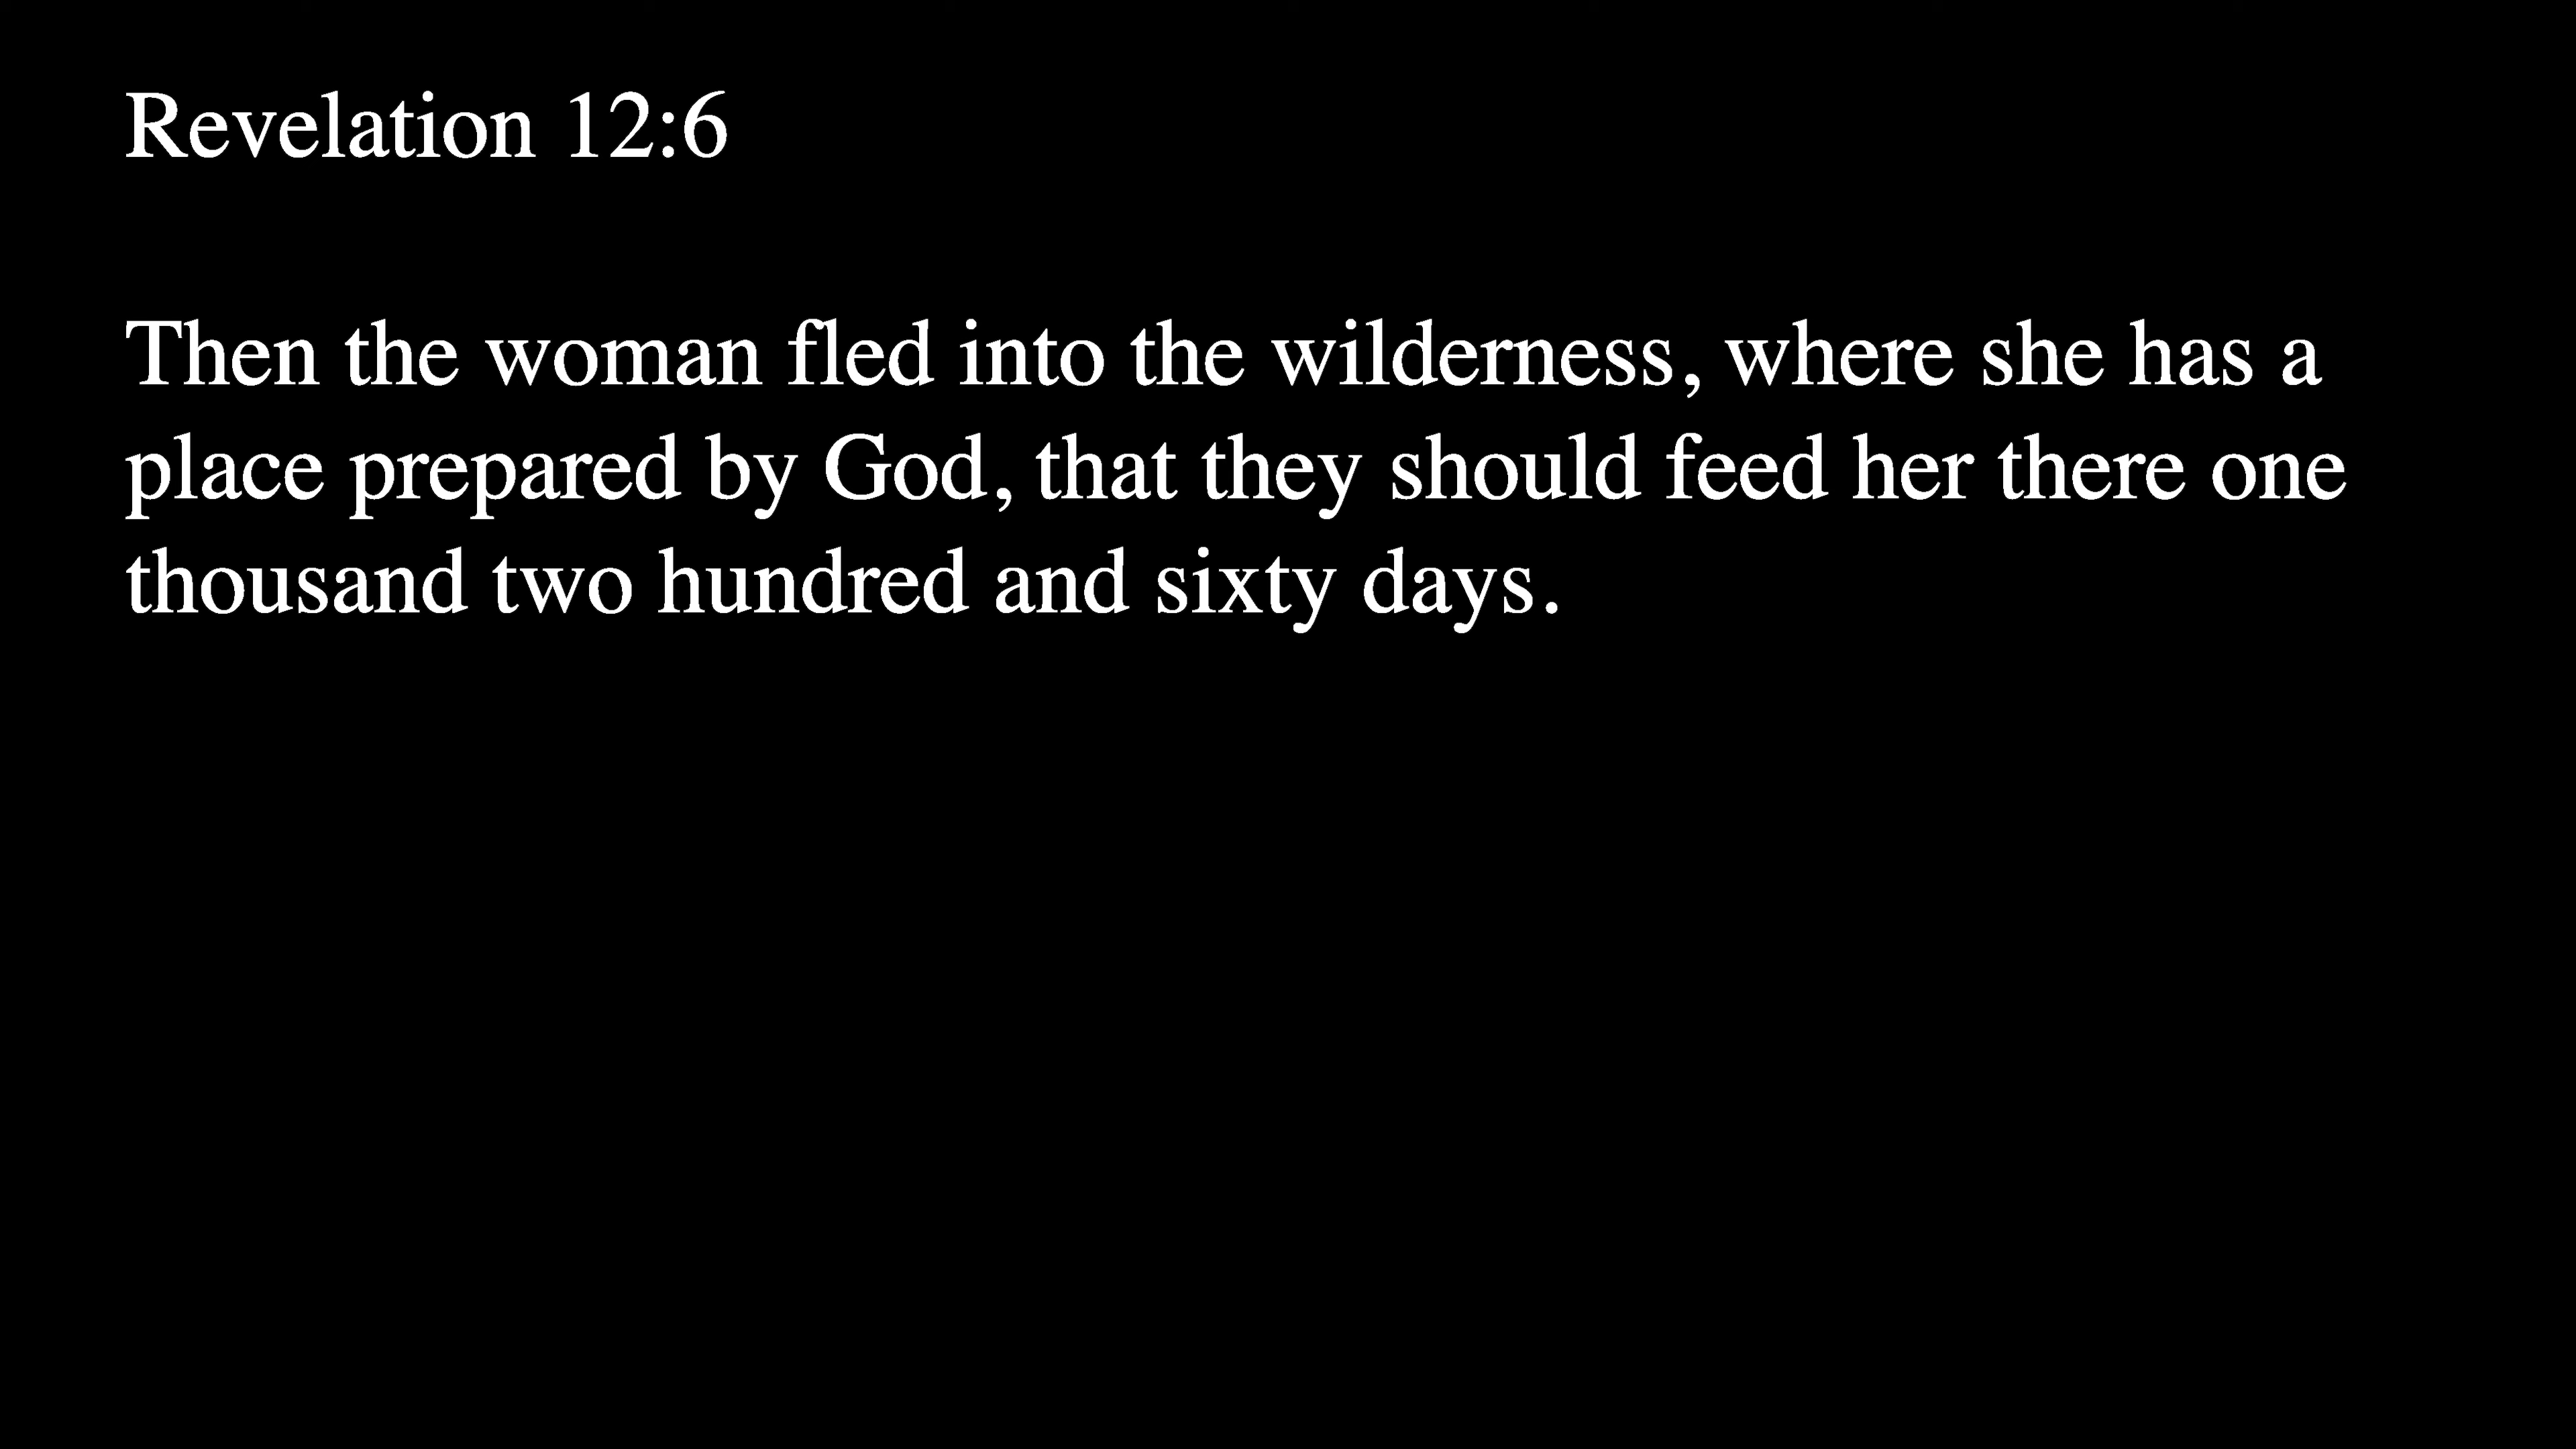 Revelation 12:6
Then the woman fled into the wilderness, where she has a
place prepared by God, that they should feed her there one
thousand two hundred and sixty days.